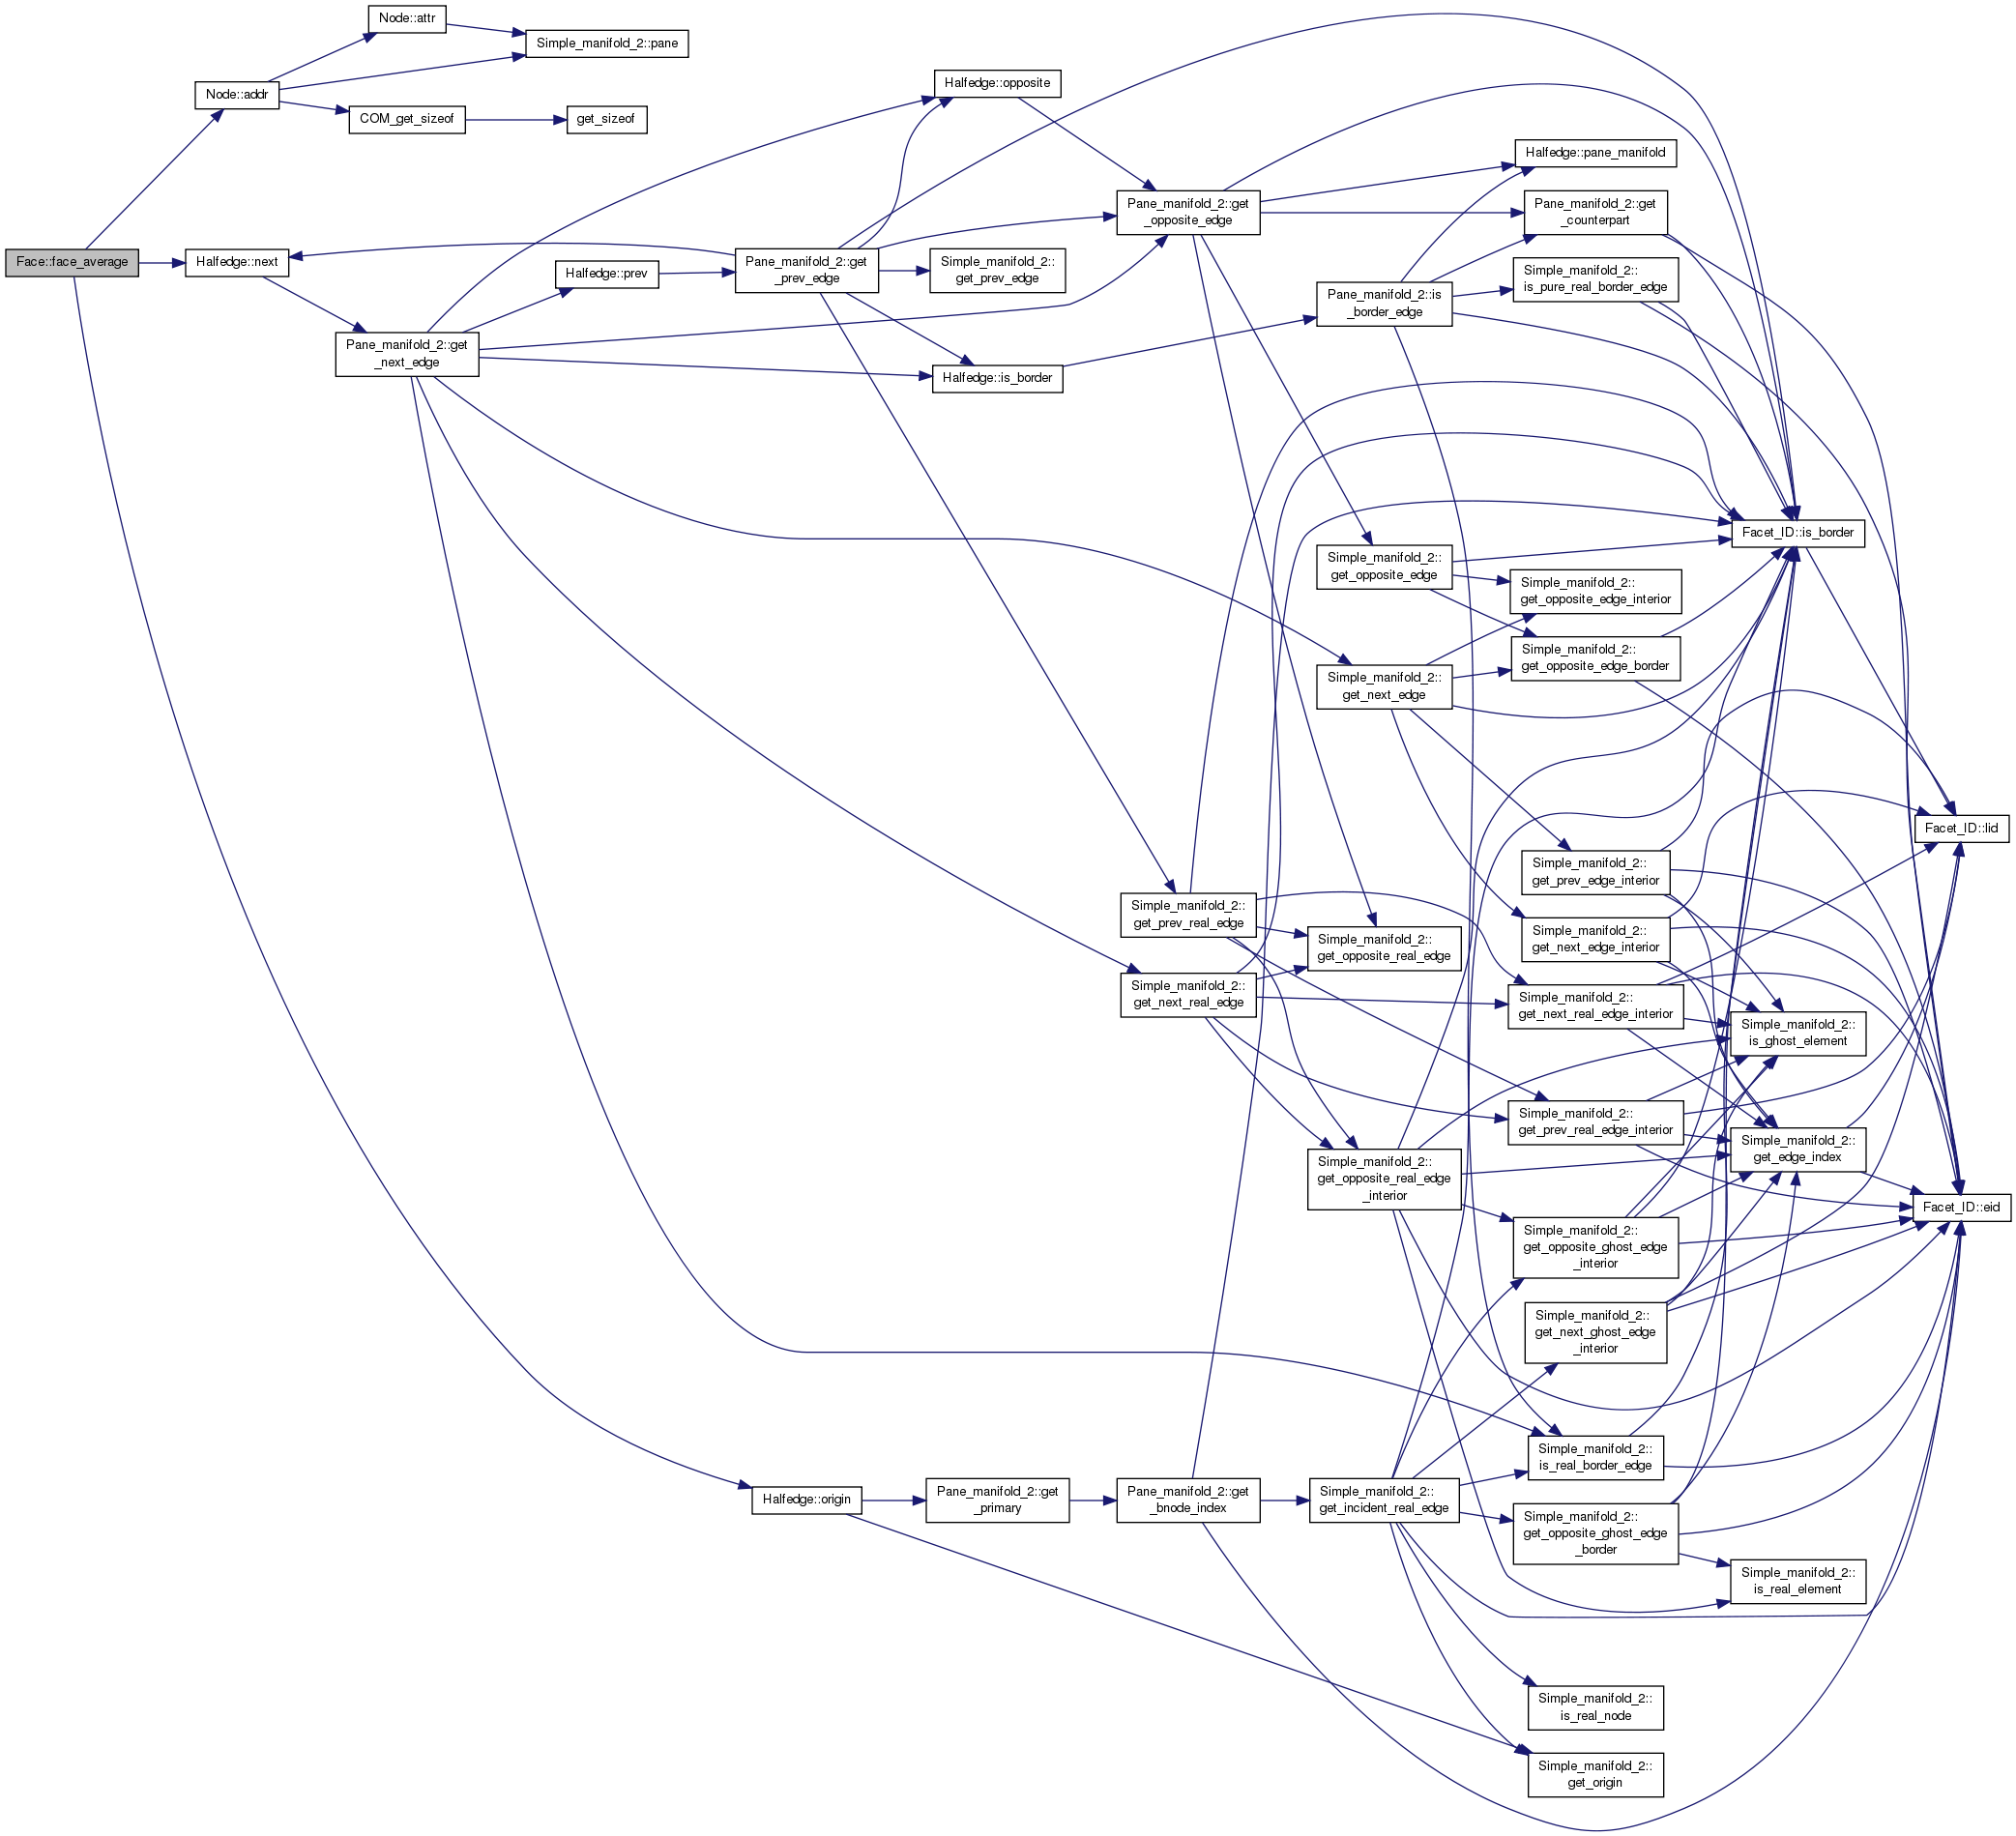 Face::face_average
Node::addr
Node::attr
Simple_manifold_2::pane
COM_get_sizeof
get_sizeof
Halfedge::next
Pane_manifold_2::get
_next_edge
Halfedge::prev
Pane_manifold_2::get
_prev_edge
Halfedge::opposite
Simple_manifold_2::
get_prev_edge
Halfedge::is_border
Pane_manifold_2::get
_opposite_edge
Halfedge::pane_manifold
Pane_manifold_2::get
_counterpart
Simple_manifold_2::
is_pure_real_border_edge
Pane_manifold_2::is
_border_edge
Facet_ID::is_border
Simple_manifold_2::
get_opposite_edge
Simple_manifold_2::
get_opposite_edge_interior
Simple_manifold_2::
get_opposite_edge_border
Simple_manifold_2::
get_next_edge
Facet_ID::lid
Simple_manifold_2::
get_prev_edge_interior
Simple_manifold_2::
get_prev_real_edge
Simple_manifold_2::
get_next_edge_interior
Simple_manifold_2::
get_opposite_real_edge
Simple_manifold_2::
get_next_real_edge
Simple_manifold_2::
get_next_real_edge_interior
Simple_manifold_2::
is_ghost_element
Simple_manifold_2::
get_prev_real_edge_interior
Simple_manifold_2::
get_edge_index
Simple_manifold_2::
get_opposite_real_edge
_interior
Facet_ID::eid
Simple_manifold_2::
get_opposite_ghost_edge
_interior
Simple_manifold_2::
get_next_ghost_edge
_interior
Simple_manifold_2::
is_real_border_edge
Halfedge::origin
Pane_manifold_2::get
_primary
Pane_manifold_2::get
_bnode_index
Simple_manifold_2::
get_incident_real_edge
Simple_manifold_2::
get_opposite_ghost_edge
_border
Simple_manifold_2::
is_real_element
Simple_manifold_2::
is_real_node
Simple_manifold_2::
get_origin